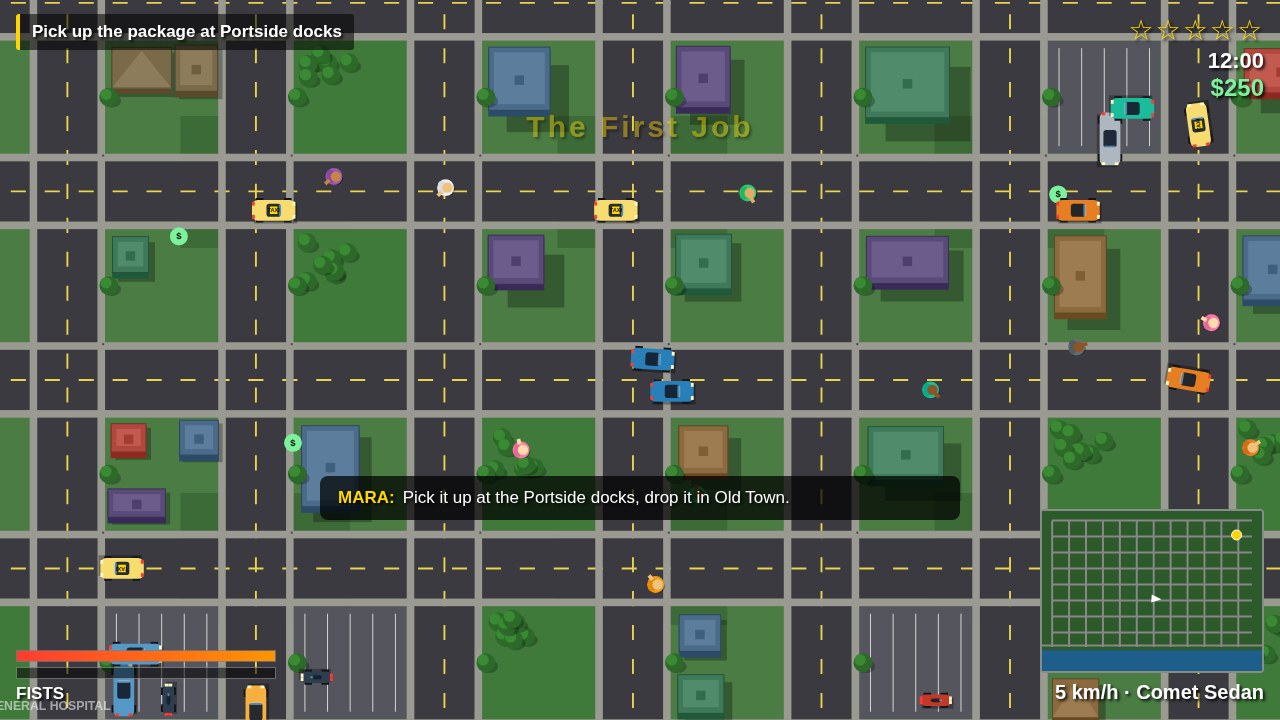 Pick up the package at Portside docks
☆☆☆☆☆
12:00
$250
The First Job
$
$
$
MARA: Pick it up at the Portside docks, drop it in Old Town.
FISTS
ENERAL HOSPITAL
5 km/h · Comet Sedan